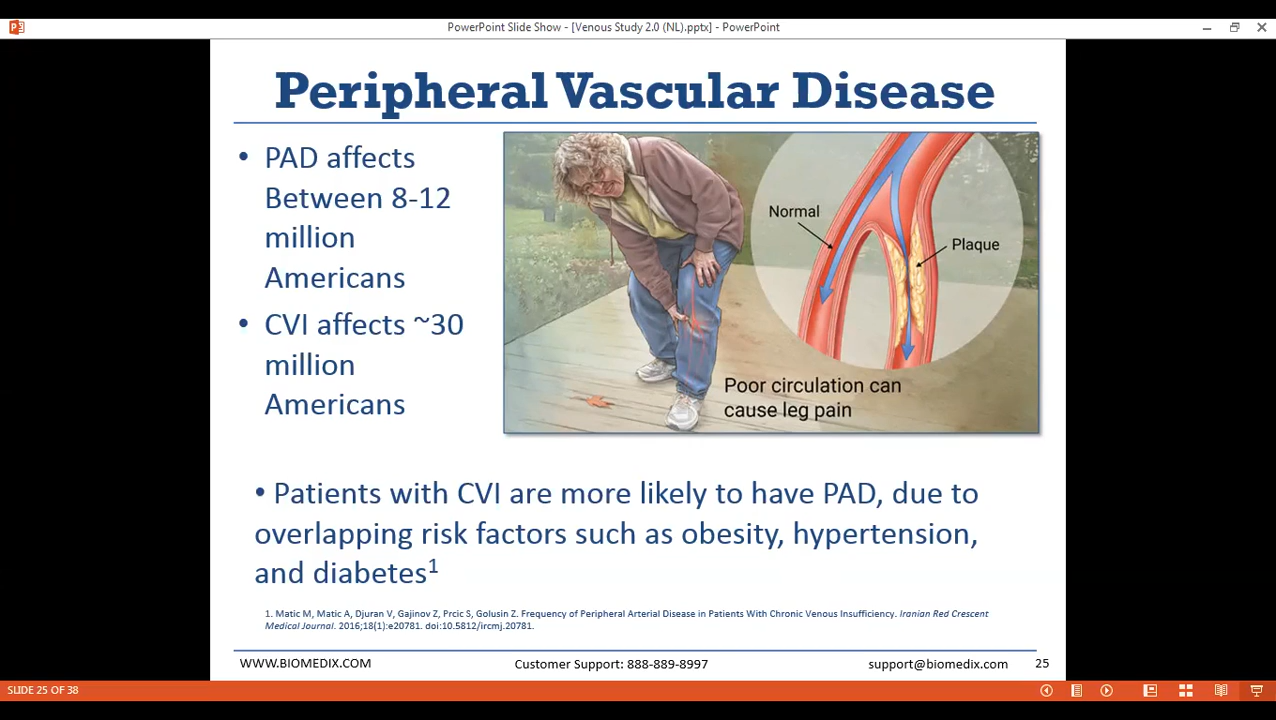 PowerPoint Slide Show - [Venous Study 2.0 (NL).pptx] - PowerPoint
Peripheral Vascular Disease
• PAD affects
Between 8-12
million
Americans
• CVI affects ~30
million
Americans
Normal
Plaque
Poor circulation can
cause leg pain
• Patients with CVI are more likely to have PAD, due to
overlapping risk factors such as obesity, hypertension,
and diabetes1
1. Matic M, Matic A, Djuran V, Gajinov Z, Prcic S, Golusin Z. Frequency of Peripheral Arterial Disease in Patients With Chronic Venous Insufficiency. Iranian Red Crescent
Medical Journal. 2016;18(1):e20781. doi:10.5812/ircmj.20781.
WWW.BIOMEDIX.COM Customer Support: 888-889-8997 support@biomedix.com 25
SLIDE 25 OF 38